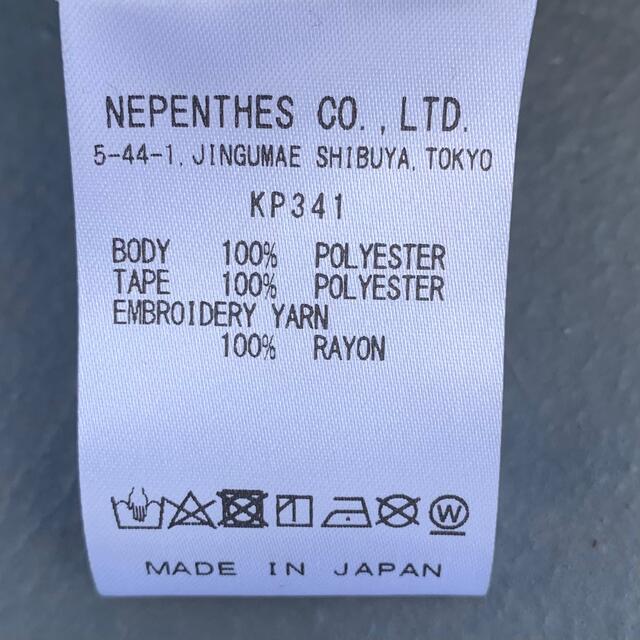 NEPENTHES CO.,LTD.
5-44-1, JINGUMAE SHIBUYA, TOKYO
KP341
BODY 100% POLYESTER
TAPE 100% POLYESTER
EMBROIDERY YARN
100% RAYON
W
MADE IN JAPAN